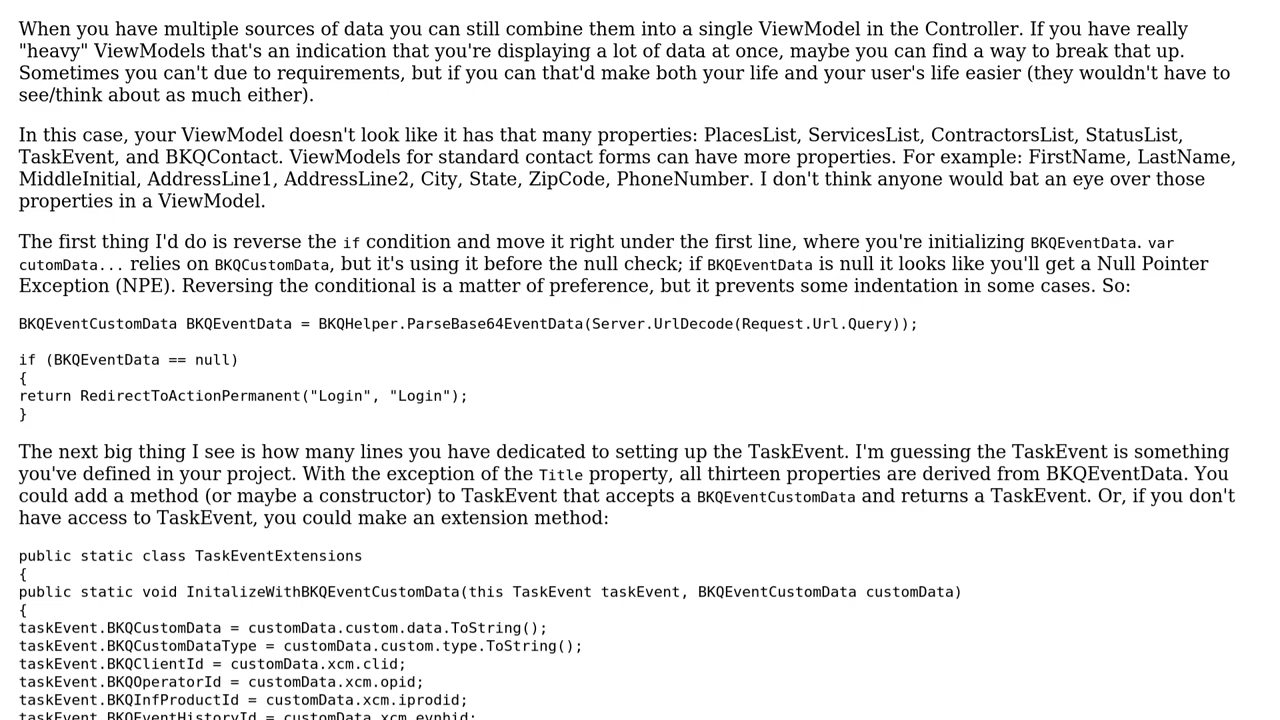 When you have multiple sources of data you can still combine them into a single ViewModel in the Controller. If you have really
"heavy" ViewModels that's an indication that you're displaying a lot of data at once, maybe you can find a way to break that up.
Sometimes you can't due to requirements, but if you can that'd make both your life and your user's life easier (they wouldn't have to
see/think about as much either).
In this case, your ViewModel doesn't look like it has that many properties: PlacesList, ServicesList, ContractorsList, StatusList,
TaskEvent, and BKQContact. ViewModels for standard contact forms can have more properties. For example: FirstName, LastName,
MiddleInitial, AddressLine1, AddressLine2, City, State, ZipCode, PhoneNumber. I don't think anyone would bat an eye over those
properties in a ViewModel.
The first thing I'd do is reverse the if condition and move it right under the first line, where you're initializing BKQEventData. var
cutomData... relies on BKQCustomData, but it's using it before the null check; if BKQEventData is null it looks like you'll get a Null Pointer
Exception (NPE). Reversing the conditional is a matter of preference, but it prevents some indentation in some cases. So:
BKQEventCustomData BKQEventData = BKQHelper.ParseBase64EventData(Server.UrlDecode(Request.Url.Query));
if (BKQEventData == null)
{
return RedirectToActionPermanent("Login", "Login");
}
The next big thing I see is how many lines you have dedicated to setting up the TaskEvent. I'm guessing the TaskEvent is something
you've defined in your project. With the exception of the Title property, all thirteen properties are derived from BKQEventData. You
could add a method (or maybe a constructor) to TaskEvent that accepts a BKQEventCustomData and returns a TaskEvent. Or, if you don't
have access to TaskEvent, you could make an extension method:
public static class TaskEventExtensions
{
public static void InitalizeWithBKQEventCustomData(this TaskEvent taskEvent, BKQEventCustomData customData)
{
taskEvent.BKQCustomData = customData.custom.data.ToString();
taskEvent.BKQCustomDataType = customData.custom.type.ToString();
taskEvent.BKQClientId = customData.xcm.clid;
taskEvent.BKQOperatorId = customData.xcm.opid;
taskEvent.BKQInfProductId = customData.xcm.iprodid;
taskEvent.BKQEventHistoryId = customData.xcm.evnhid;